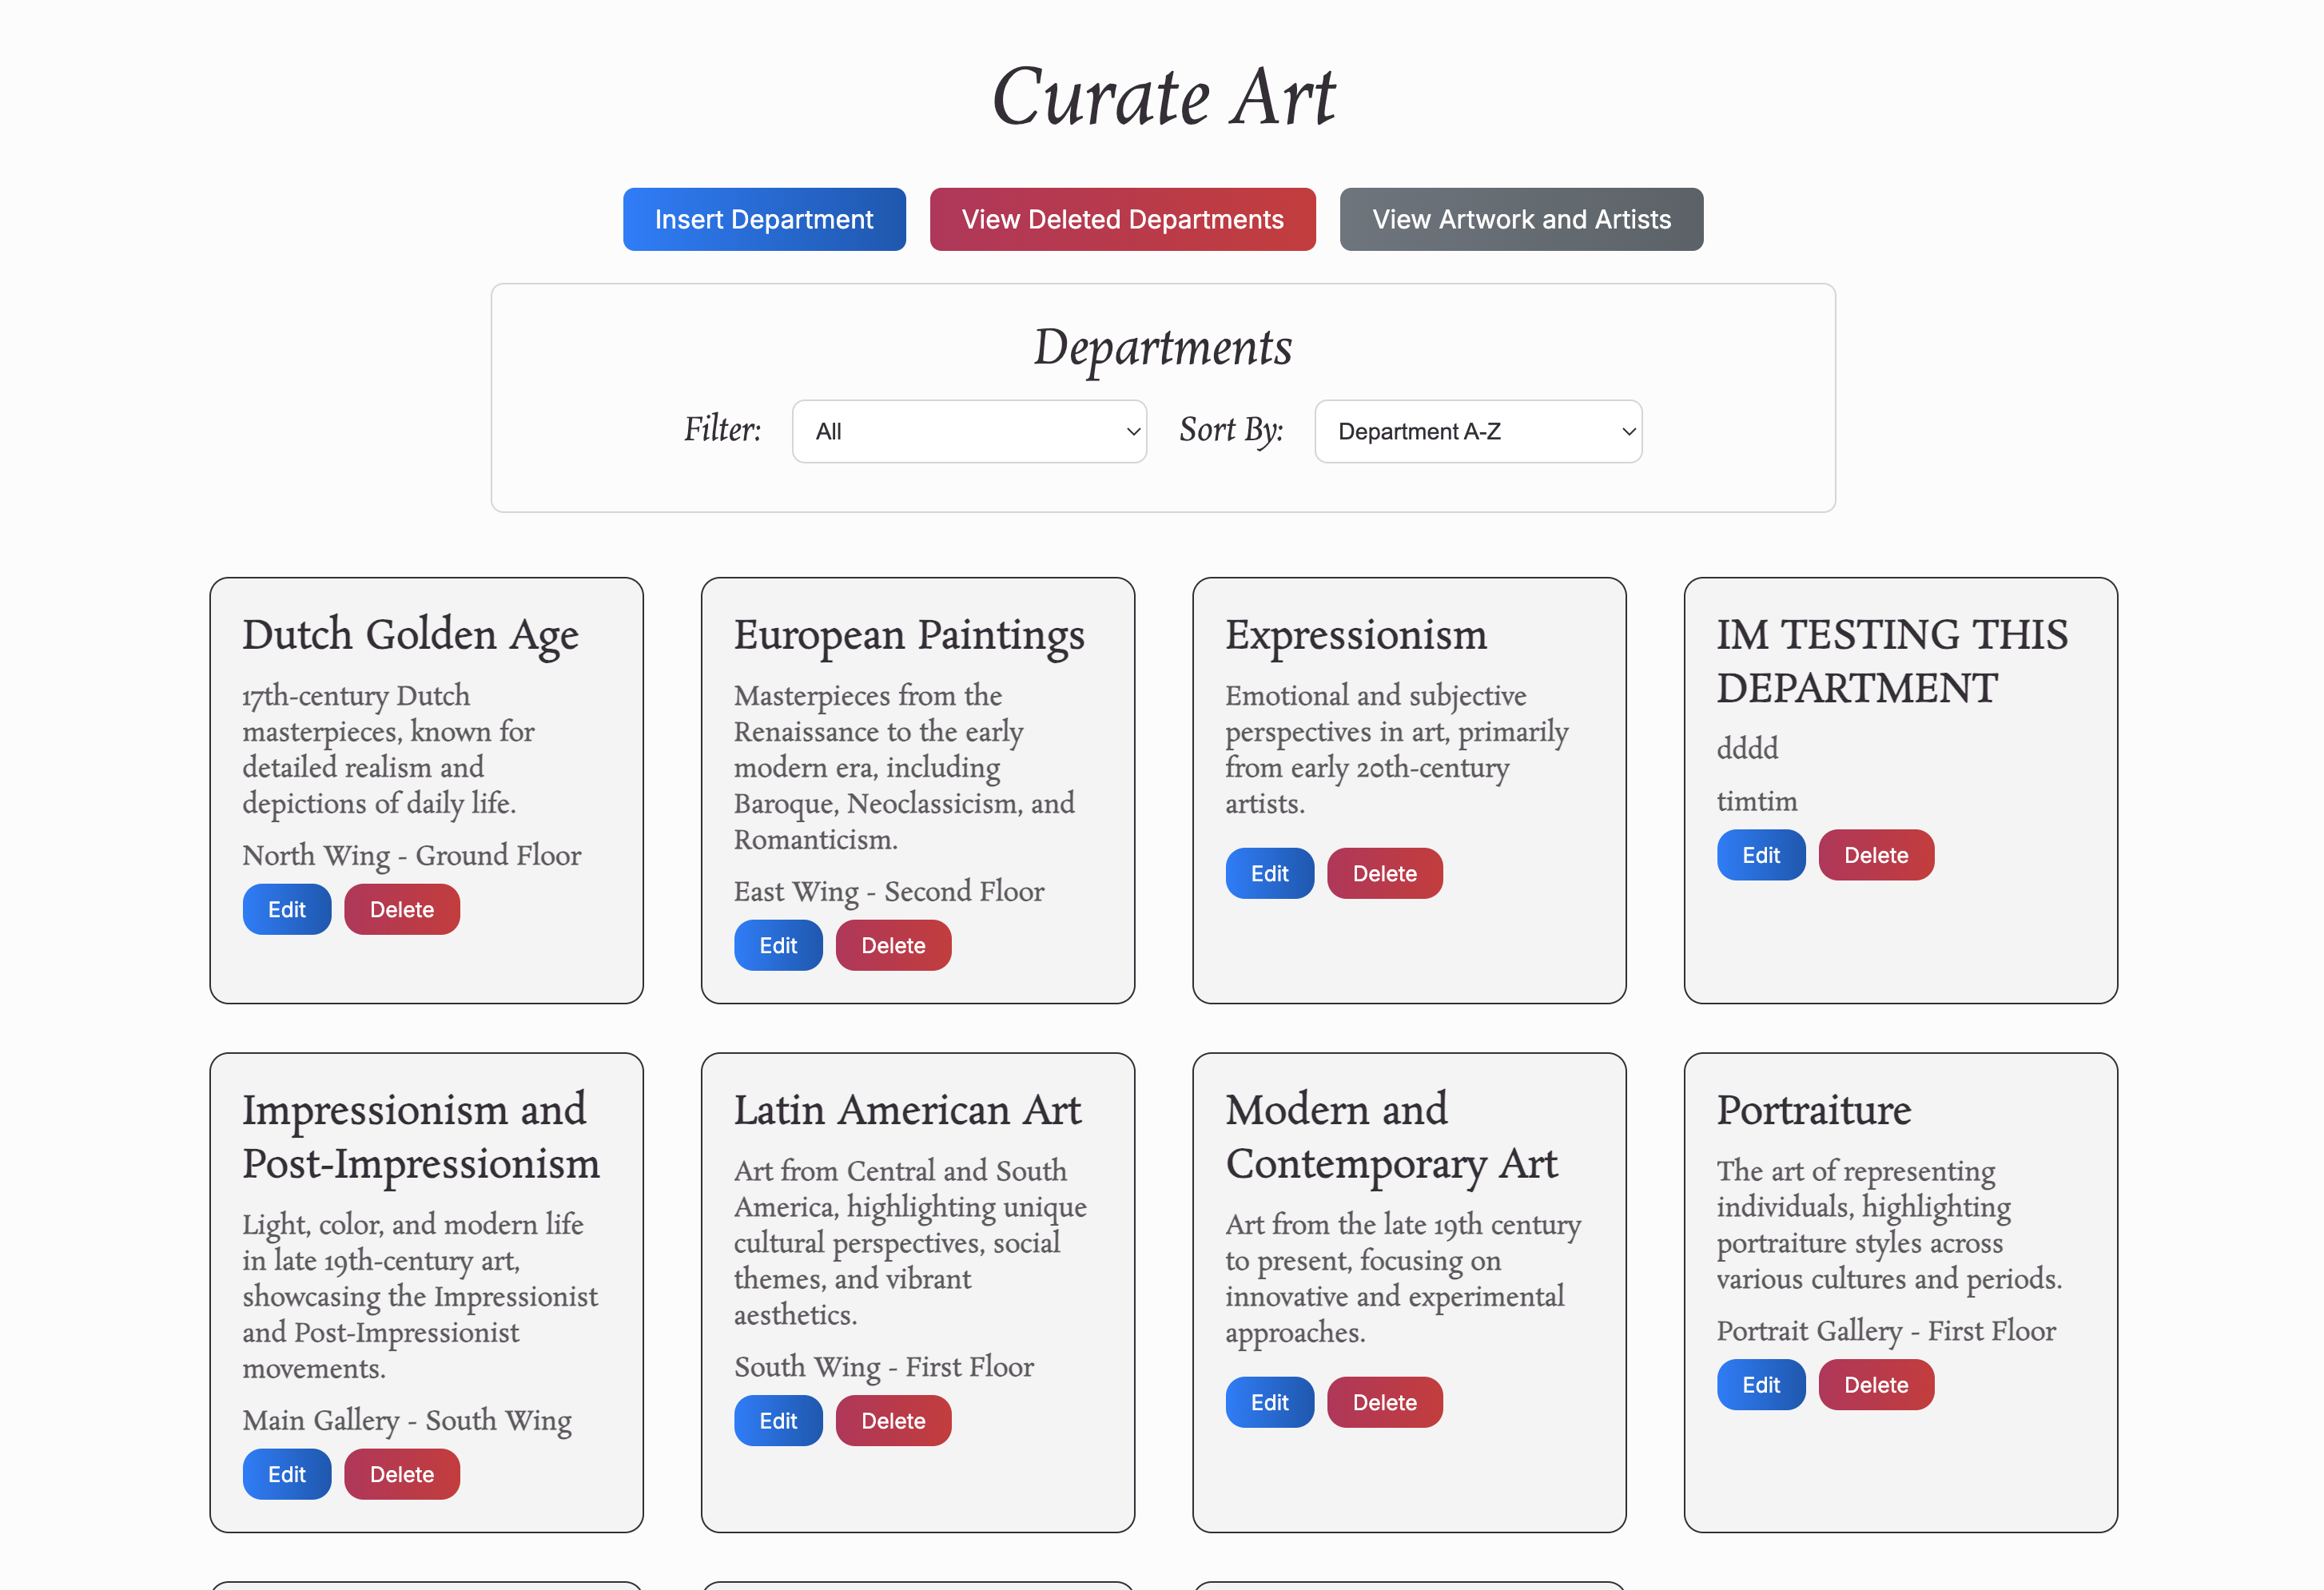 Curate Art
Insert Department
View Deleted Departments
View Artwork and Artists
Departments
Filter:
All
Sort By:
Department A-Z
Dutch Golden Age
17th-century Dutch
masterpieces, known for
detailed realism and
depictions of daily life.
North Wing - Ground Floor
Edit
Delete
European Paintings
Masterpieces from the
Renaissance to the early
modern era, including
Baroque, Neoclassicism, and
Romanticism.
East Wing - Second Floor
Edit
Delete
Expressionism
Emotional and subjective
perspectives in art, primarily
from early 20th-century
artists.
Edit
Delete
IM TESTING THIS
DEPARTMENT
dddd
timtim
Edit
Delete
Impressionism and
Post-Impressionism
Light, color, and modern life
in late 19th-century art,
showcasing the Impressionist
and Post-Impressionist
movements.
Main Gallery - South Wing
Edit
Delete
Latin American Art
Art from Central and South
America, highlighting unique
cultural perspectives, social
themes, and vibrant
aesthetics.
South Wing - First Floor
Edit
Delete
Modern and
Contemporary Art
Art from the late 19th century
to present, focusing on
innovative and experimental
approaches.
Edit
Delete
Portraiture
The art of representing
individuals, highlighting
portraiture styles across
various cultures and periods.
Portrait Gallery - First Floor
Edit
Delete